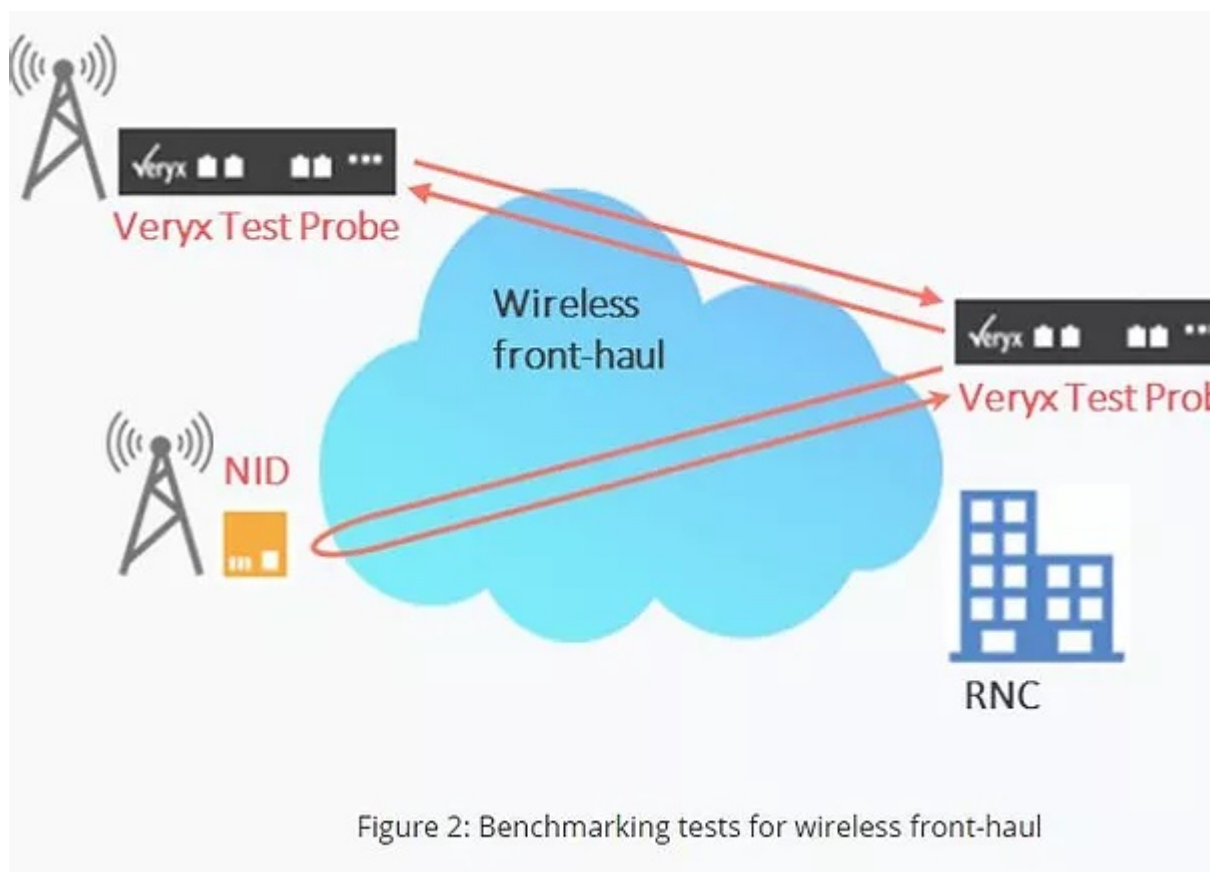 Veryx
Veryx Test Probe
Wireless
front-haul
Veryx
Veryx Test Prob
NID
RNC
Figure 2: Benchmarking tests for wireless front-haul